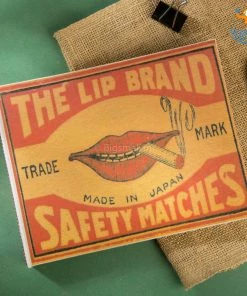 THE LIP BRAND
TRADE MARK
MADE IN JAPAN
SAFETY MATCHES